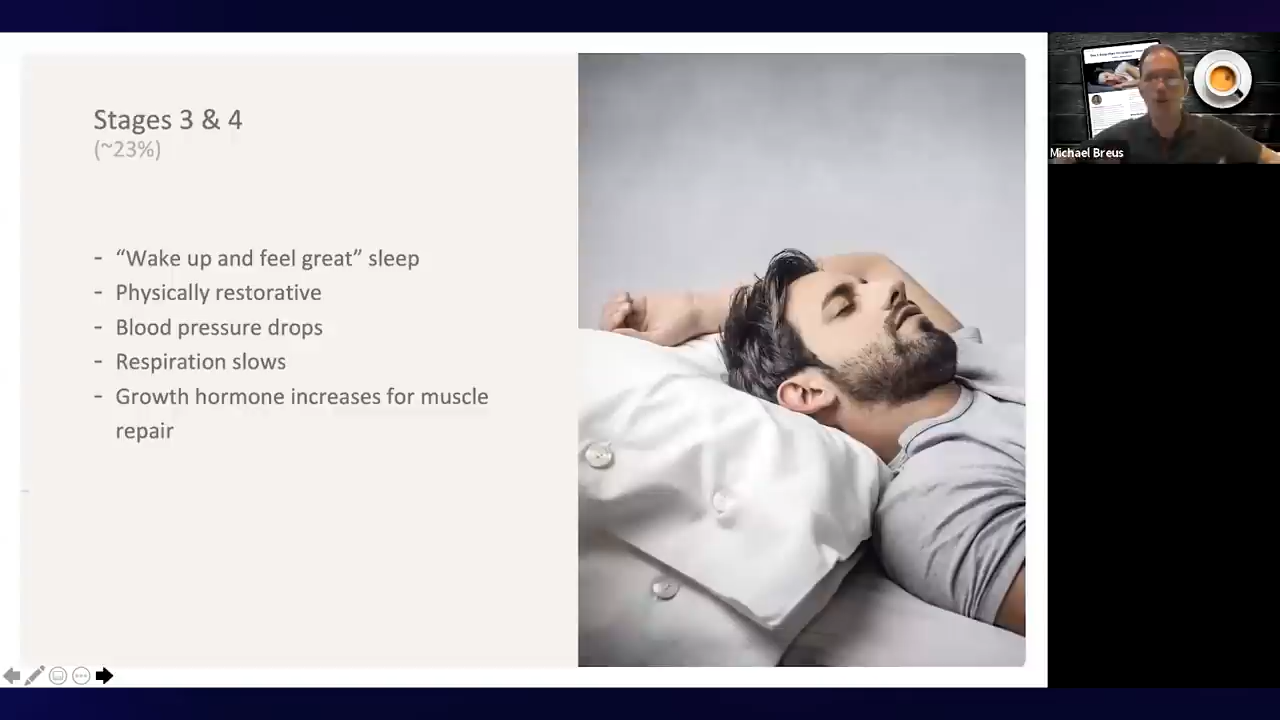 Stages 3 & 4
(~23%)
- “Wake up and feel great” sleep
- Physically restorative
- Blood pressure drops
- Respiration slows
- Growth hormone increases for muscle
repair
Michael Breus